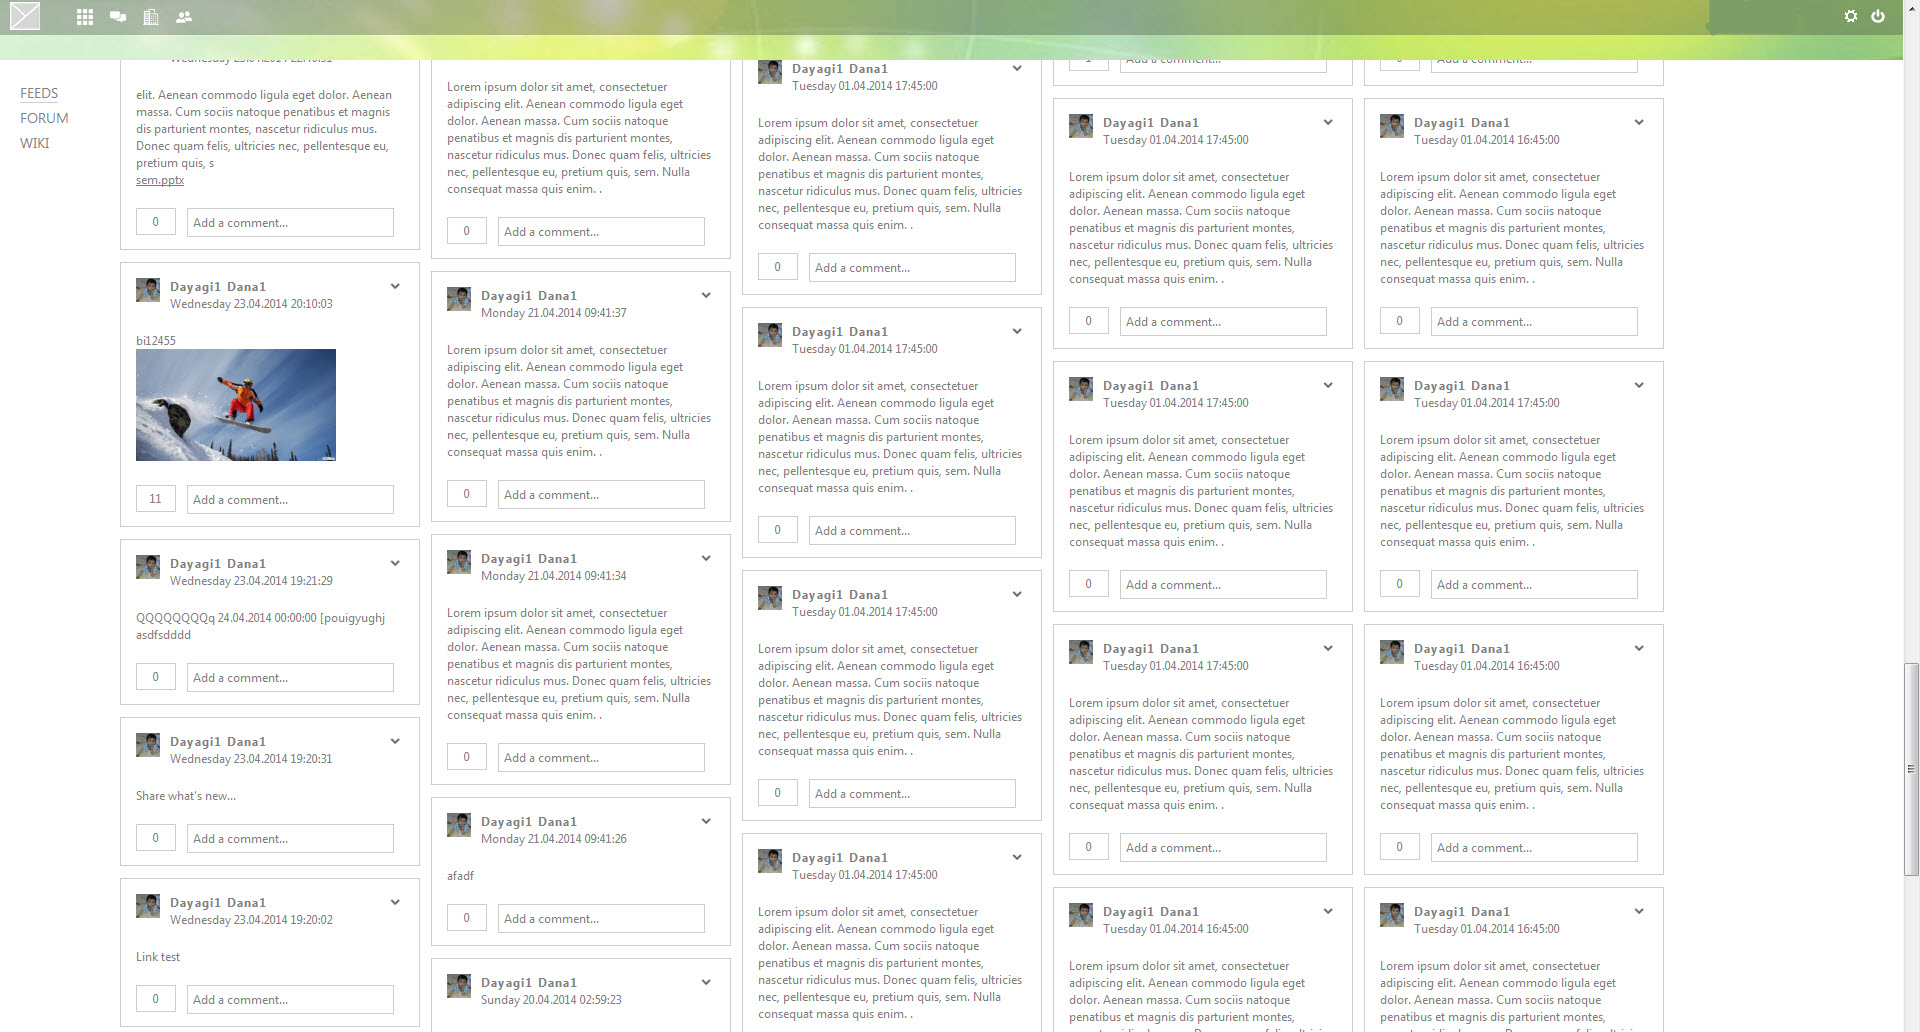 FEEDS
FORUM
WIKI
elit. Aenean commodo ligula eget dolor. Aenean
massa. Cum sociis natoque penatibus et magnis
dis parturient montes, nascetur ridiculus mus.
Donec quam felis, ultricies nec, pellentesque eu,
pretium quis, s
sem.pptx
0 Add a comment...
Dayagi1 Dana1
Wednesday 23.04.2014 20:10:03
bi12455
11 Add a comment...
Dayagi1 Dana1
Wednesday 23.04.2014 19:21:29
QQQQQQQQq 24.04.2014 00:00:00 [pouigyughj
asdfsdddd
0 Add a comment...
Dayagi1 Dana1
Wednesday 23.04.2014 19:20:31
Share what's new...
0 Add a comment...
Dayagi1 Dana1
Wednesday 23.04.2014 19:20:02
Link test
0 Add a comment...
Lorem ipsum dolor sit amet, consectetuer
adipiscing elit. Aenean commodo ligula eget
dolor. Aenean massa. Cum sociis natoque
penatibus et magnis dis parturient montes,
nascetur ridiculus mus. Donec quam felis, ultricies
nec, pellentesque eu, pretium quis, sem. Nulla
consequat massa quis enim. .
0 Add a comment...
Dayagi1 Dana1
Monday 21.04.2014 09:41:37
Lorem ipsum dolor sit amet, consectetuer
adipiscing elit. Aenean commodo ligula eget
dolor. Aenean massa. Cum sociis natoque
penatibus et magnis dis parturient montes,
nascetur ridiculus mus. Donec quam felis, ultricies
nec, pellentesque eu, pretium quis, sem. Nulla
consequat massa quis enim. .
0 Add a comment...
Dayagi1 Dana1
Monday 21.04.2014 09:41:34
Lorem ipsum dolor sit amet, consectetuer
adipiscing elit. Aenean commodo ligula eget
dolor. Aenean massa. Cum sociis natoque
penatibus et magnis dis parturient montes,
nascetur ridiculus mus. Donec quam felis, ultricies
nec, pellentesque eu, pretium quis, sem. Nulla
consequat massa quis enim. .
0 Add a comment...
Dayagi1 Dana1
Monday 21.04.2014 09:41:26
afadf
0 Add a comment...
Dayagi1 Dana1
Sunday 20.04.2014 02:59:23
Dayagi1 Dana1
Tuesday 01.04.2014 17:45:00
Lorem ipsum dolor sit amet, consectetuer
adipiscing elit. Aenean commodo ligula eget
dolor. Aenean massa. Cum sociis natoque
penatibus et magnis dis parturient montes,
nascetur ridiculus mus. Donec quam felis, ultricies
nec, pellentesque eu, pretium quis, sem. Nulla
consequat massa quis enim. .
0 Add a comment...
Dayagi1 Dana1
Tuesday 01.04.2014 17:45:00
Lorem ipsum dolor sit amet, consectetuer
adipiscing elit. Aenean commodo ligula eget
dolor. Aenean massa. Cum sociis natoque
penatibus et magnis dis parturient montes,
nascetur ridiculus mus. Donec quam felis, ultricies
nec, pellentesque eu, pretium quis, sem. Nulla
consequat massa quis enim. .
0 Add a comment...
Dayagi1 Dana1
Tuesday 01.04.2014 17:45:00
Lorem ipsum dolor sit amet, consectetuer
adipiscing elit. Aenean commodo ligula eget
dolor. Aenean massa. Cum sociis natoque
penatibus et magnis dis parturient montes,
nascetur ridiculus mus. Donec quam felis, ultricies
nec, pellentesque eu, pretium quis, sem. Nulla
consequat massa quis enim. .
0 Add a comment...
Dayagi1 Dana1
Tuesday 01.04.2014 17:45:00
Lorem ipsum dolor sit amet, consectetuer
adipiscing elit. Aenean commodo ligula eget
dolor. Aenean massa. Cum sociis natoque
penatibus et magnis dis parturient montes,
nascetur ridiculus mus. Donec quam felis, ultricies
nec, pellentesque eu, pretium quis, sem. Nulla
consequat massa quis enim. .
Dayagi1 Dana1
Tuesday 01.04.2014 17:45:00
Lorem ipsum dolor sit amet, consectetuer
adipiscing elit. Aenean commodo ligula eget
dolor. Aenean massa. Cum sociis natoque
penatibus et magnis dis parturient montes,
nascetur ridiculus mus. Donec quam felis, ultricies
nec, pellentesque eu, pretium quis, sem. Nulla
consequat massa quis enim. .
0 Add a comment...
Dayagi1 Dana1
Tuesday 01.04.2014 17:45:00
Lorem ipsum dolor sit amet, consectetuer
adipiscing elit. Aenean commodo ligula eget
dolor. Aenean massa. Cum sociis natoque
penatibus et magnis dis parturient montes,
nascetur ridiculus mus. Donec quam felis, ultricies
nec, pellentesque eu, pretium quis, sem. Nulla
consequat massa quis enim. .
0 Add a comment...
Dayagi1 Dana1
Tuesday 01.04.2014 17:45:00
Lorem ipsum dolor sit amet, consectetuer
adipiscing elit. Aenean commodo ligula eget
dolor. Aenean massa. Cum sociis natoque
penatibus et magnis dis parturient montes,
nascetur ridiculus mus. Donec quam felis, ultricies
nec, pellentesque eu, pretium quis, sem. Nulla
consequat massa quis enim. .
0 Add a comment...
Dayagi1 Dana1
Tuesday 01.04.2014 16:45:00
Lorem ipsum dolor sit amet, consectetuer
adipiscing elit. Aenean commodo ligula eget
dolor. Aenean massa. Cum sociis natoque
Dayagi1 Dana1
Tuesday 01.04.2014 16:45:00
Lorem ipsum dolor sit amet, consectetuer
adipiscing elit. Aenean commodo ligula eget
dolor. Aenean massa. Cum sociis natoque
penatibus et magnis dis parturient montes,
nascetur ridiculus mus. Donec quam felis, ultricies
nec, pellentesque eu, pretium quis, sem. Nulla
consequat massa quis enim. .
0 Add a comment...
Dayagi1 Dana1
Tuesday 01.04.2014 17:45:00
Lorem ipsum dolor sit amet, consectetuer
adipiscing elit. Aenean commodo ligula eget
dolor. Aenean massa. Cum sociis natoque
penatibus et magnis dis parturient montes,
nascetur ridiculus mus. Donec quam felis, ultricies
nec, pellentesque eu, pretium quis, sem. Nulla
consequat massa quis enim. .
0 Add a comment...
Dayagi1 Dana1
Tuesday 01.04.2014 16:45:00
Lorem ipsum dolor sit amet, consectetuer
adipiscing elit. Aenean commodo ligula eget
dolor. Aenean massa. Cum sociis natoque
penatibus et magnis dis parturient montes,
nascetur ridiculus mus. Donec quam felis, ultricies
nec, pellentesque eu, pretium quis, sem. Nulla
consequat massa quis enim. .
0 Add a comment...
Dayagi1 Dana1
Tuesday 01.04.2014 16:45:00
Lorem ipsum dolor sit amet, consectetuer
adipiscing elit. Aenean commodo ligula eget
dolor. Aenean massa. Cum sociis natoque